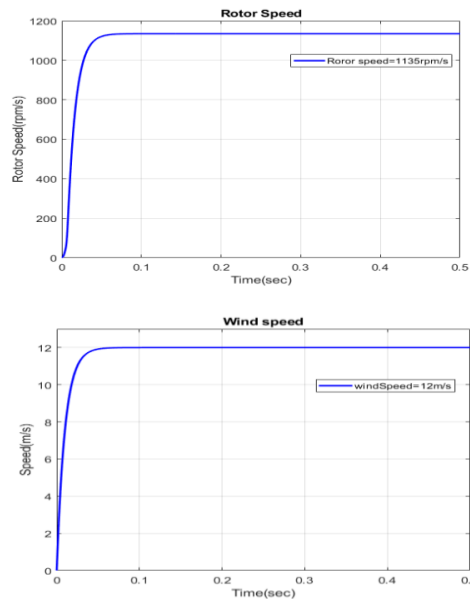 Rotor Speed
1200
1000
800
600
400
200
0
Rotor Speed(rpm/s)
Roror speed=1135rpm/s
0 0.1 0.2 0.3 0.4 0.5
Time(sec)
Wind speed
12
10
8
6
4
2
0
Speed(m/s)
windSpeed=12m/s
0 0.1 0.2 0.3 0.4 0.5
Time(sec)